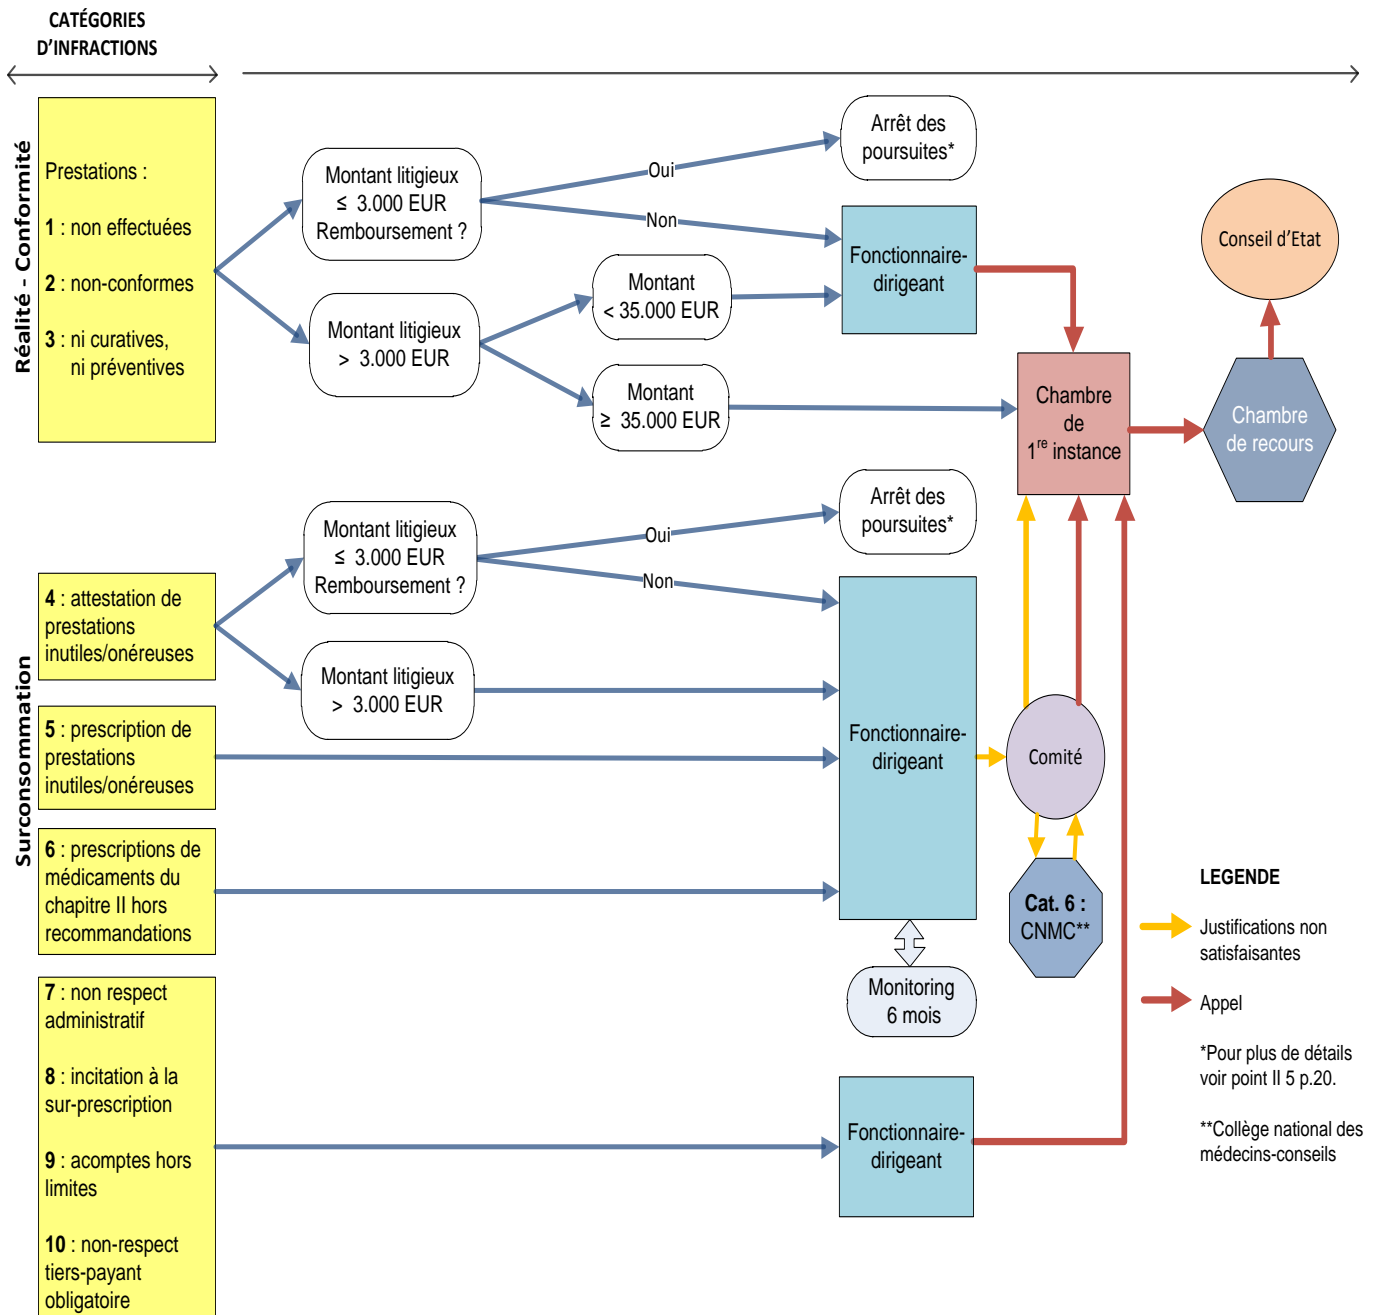 CATÉGORIES
D’INFRACTIONS
Réalité - Conformité
Prestations :
1 : non effectuées
2 : non-conformes
3 : ni curatives,
ni préventives
Montant litigieux
≤ 3.000 EUR
Remboursement ?
Oui
Non
Arrêt des
poursuites*
Montant litigieux
> 3.000 EUR
Montant
< 35.000 EUR
Montant
≥ 35.000 EUR
Fonctionnaire-
dirigeant
Chambre
de
1re instance
Conseil d’Etat
Chambre
de recours
Surconsommation
4 : attestation de
prestations
inutiles/onéreuses
Montant litigieux
≤ 3.000 EUR
Remboursement ?
Oui
Non
Arrêt des
poursuites*
Montant litigieux
> 3.000 EUR
5 : prescription de
prestations
inutiles/onéreuses
6 : prescriptions de
médicaments du
chapitre II hors
recommandations
Fonctionnaire-
dirigeant
Comité
Cat. 6 :
CNMC**
Monitoring
6 mois
7 : non respect
administratif
8 : incitation à la
sur-prescription
9 : acomptes hors
limites
10 : non-respect
tiers-payant
obligatoire
Fonctionnaire-
dirigeant
LEGENDE
Justifications non
satisfaisantes
Appel
*Pour plus de détails
voir point II 5 p.20.
**Collège national des
médecins-conseils